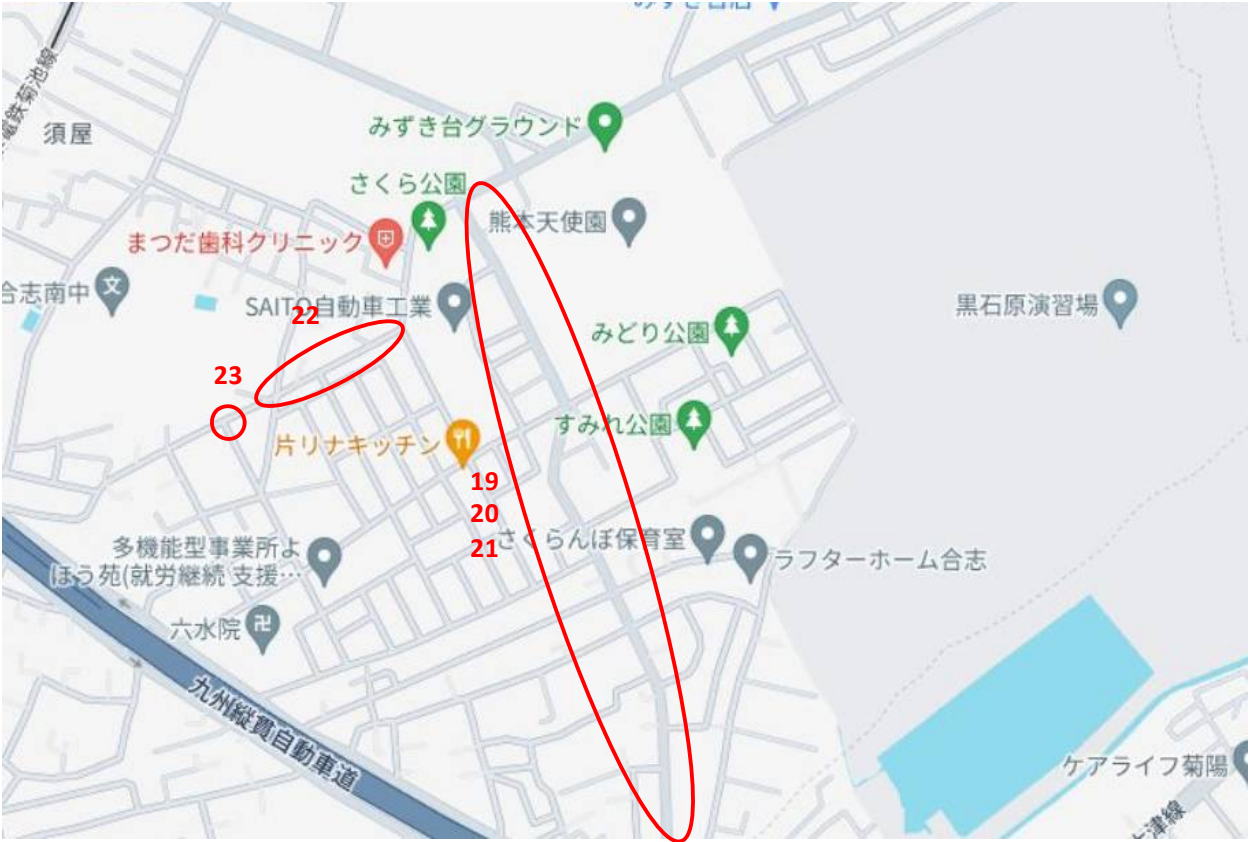 須屋
みずき台グラウンド
さくら公園
熊本天使園
まつだ歯科クリニック
合志南中
SAITO自動車工業
黒石原演習場
22
みどり公園
23
すみれ公園
片リナキッチン
19
20
21
さくらんぼ保育室
多機能型事業所よ
ほう苑(就労継続 支援…
ラフターホーム合志
六水院
九州縦貫自動車道
ケアライフ菊陽